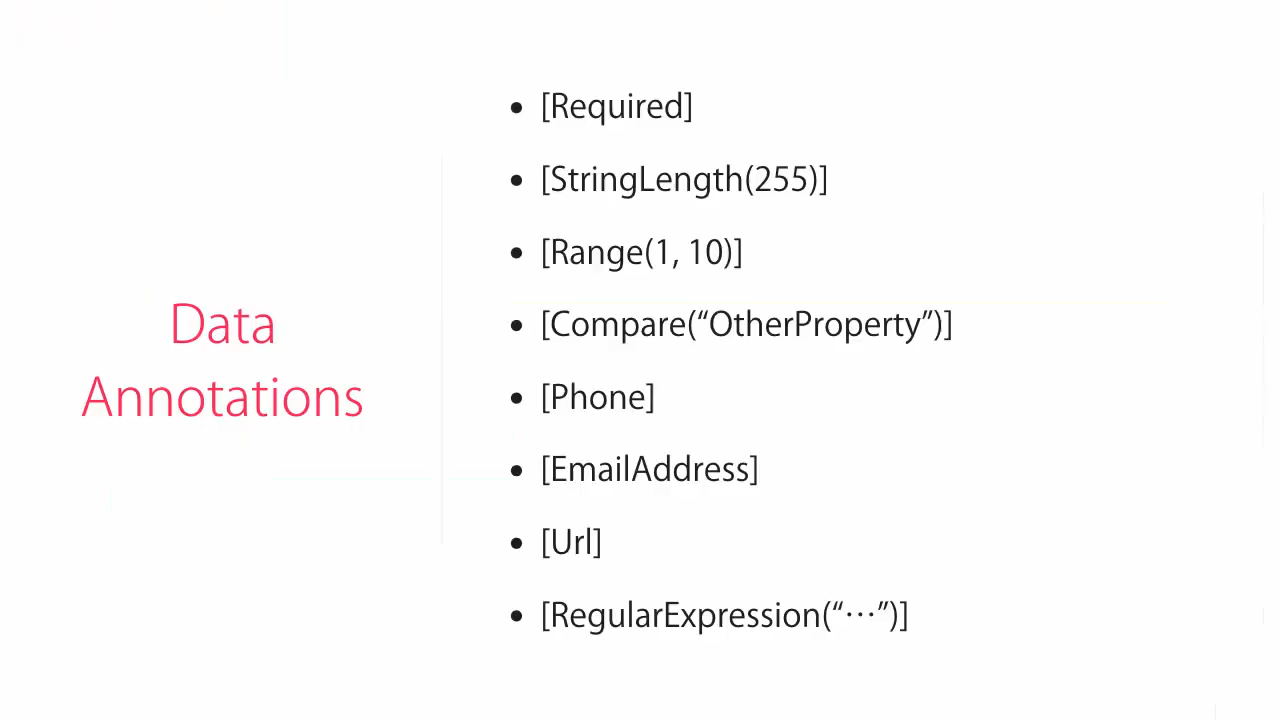 Data
Annotations
• [Required]
• [StringLength(255)]
• [Range(1, 10)]
• [Compare(“OtherProperty”)]
• [Phone]
• [EmailAddress]
• [Url]
• [RegularExpression(“…”)]